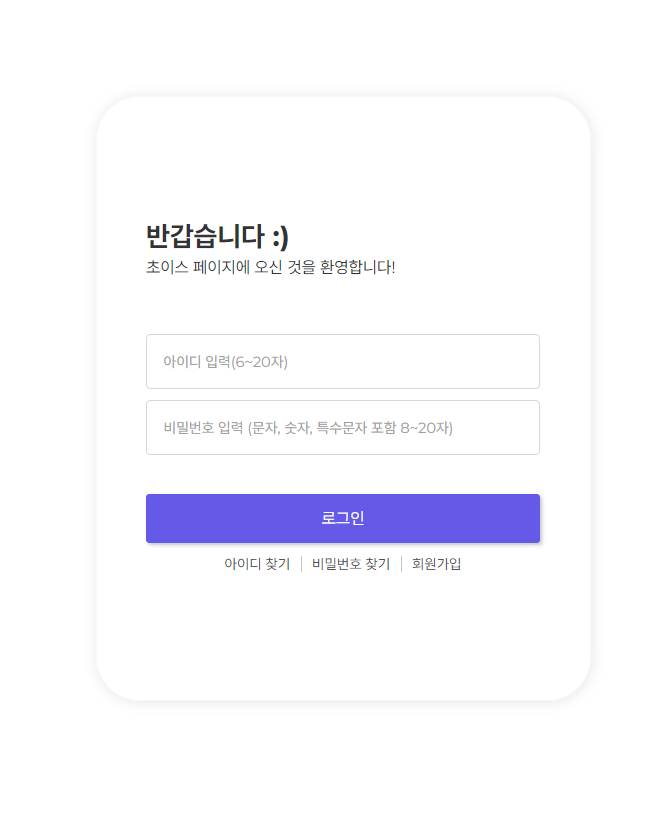 반갑습니다 :)
초이스 페이지에 오신 것을 환영합니다!
아이디 입력(6~20자)
비밀번호 입력 (문자, 숫자, 특수문자 포함 8~20자)
로그인
아이디 찾기 | 비밀번호 찾기 | 회원가입